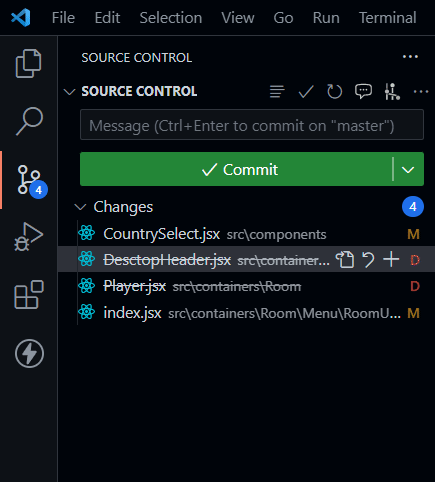 File Edit Selection View Go Run Terminal
SOURCE CONTROL
SOURCE CONTROL
Message (Ctrl+Enter to commit on "master")
Commit
Changes 4
CountrySelect.jsx src\components M
DesctopHeader.jsx src\container... D
Player.jsx src\containers\Room D
index.jsx src\containers\Room\Menu\RoomU... M
4